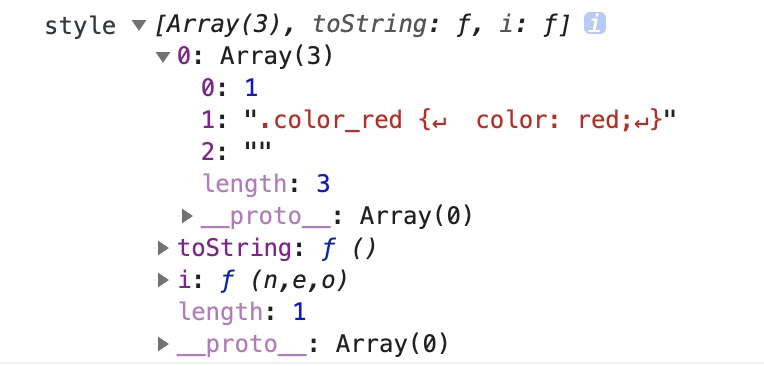 style ▼[Array(3), toString: ƒ, i: ƒ] i
▼0: Array(3)
0: 1
1: ".color_red {↵  color: red;↵}"
2: ""
length: 3
▶__proto__: Array(0)
▶toString: ƒ ()
▶i: ƒ (n,e,o)
length: 1
▶__proto__: Array(0)